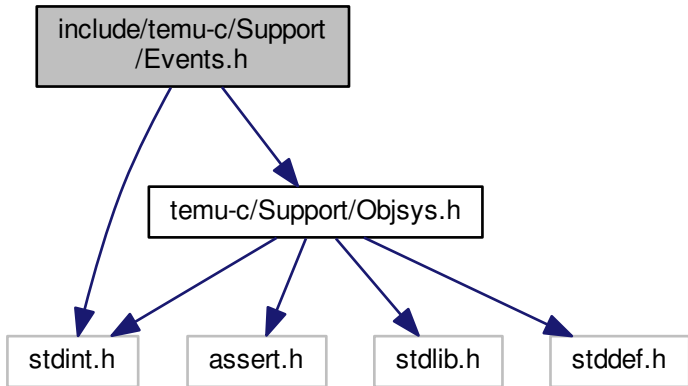 include/temu-c/Support
/Events.h
temu-c/Support/Objsys.h
stdint.h
assert.h
stdlib.h
stddef.h